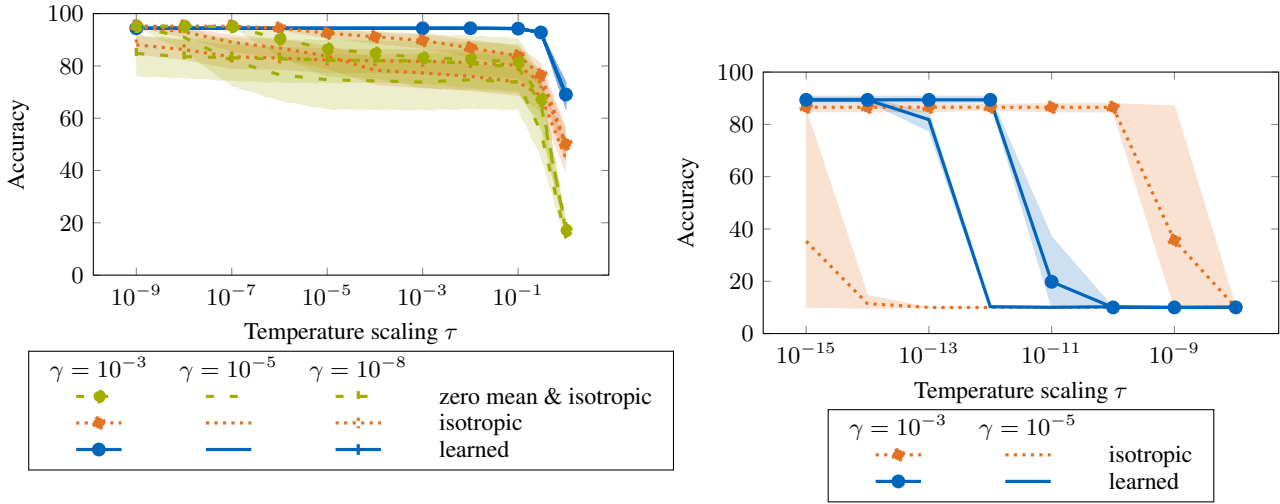 100
80
60
40
20
0
Accuracy
10⁻⁹ 10⁻⁷ 10⁻⁵ 10⁻³ 10⁻¹
Temperature scaling τ
γ = 10⁻³ γ = 10⁻⁵ γ = 10⁻⁸
zero mean & isotropic
isotropic
learned
100
80
60
40
20
0
Accuracy
10⁻¹⁵ 10⁻¹³ 10⁻¹¹ 10⁻⁹
Temperature scaling τ
γ = 10⁻³ γ = 10⁻⁵
isotropic
learned